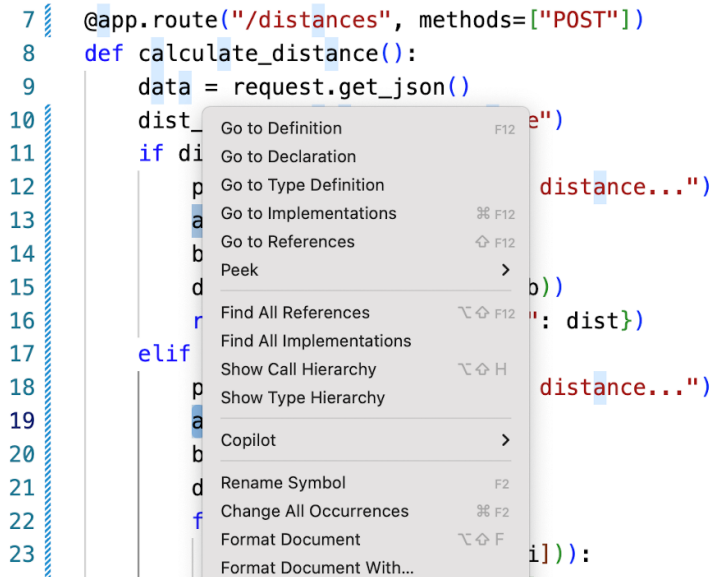 7 @app.route("/distances", methods=["POST"])
8 def calculate_distance():
9 data = request.get_json()
10 dist_ e")
Go to Definition F12
11 if di
Go to Declaration
12 p distance...")
Go to Type Definition
13 a
Go to Implementations ⌘ F12
14 b
Go to References ⇧ F12
Peek >
15 d b))
16 r ": dist})
Find All References ⌥⇧ F12
17 elif
Find All Implementations
18 p distance...")
Show Call Hierarchy ⌥⇧ H
Show Type Hierarchy
19 a
20 b
Copilot >
21 d
Rename Symbol F2
22 f
Change All Occurrences ⌘ F2
Format Document ⌥⇧ F
23 i])):
Format Document With...